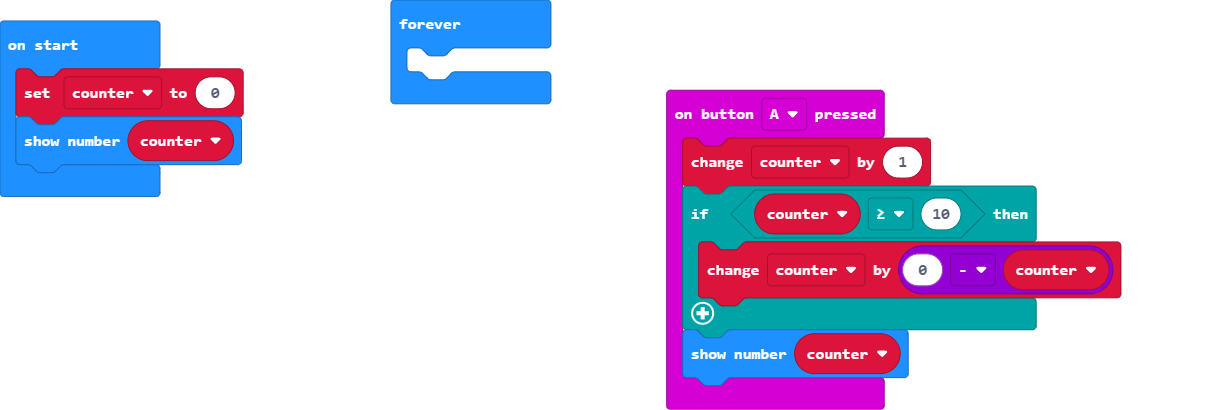 on start
set counter to 0
show number counter
forever
on button A pressed
change counter by 1
if counter ≥ 10 then
change counter by 0 - counter
show number counter